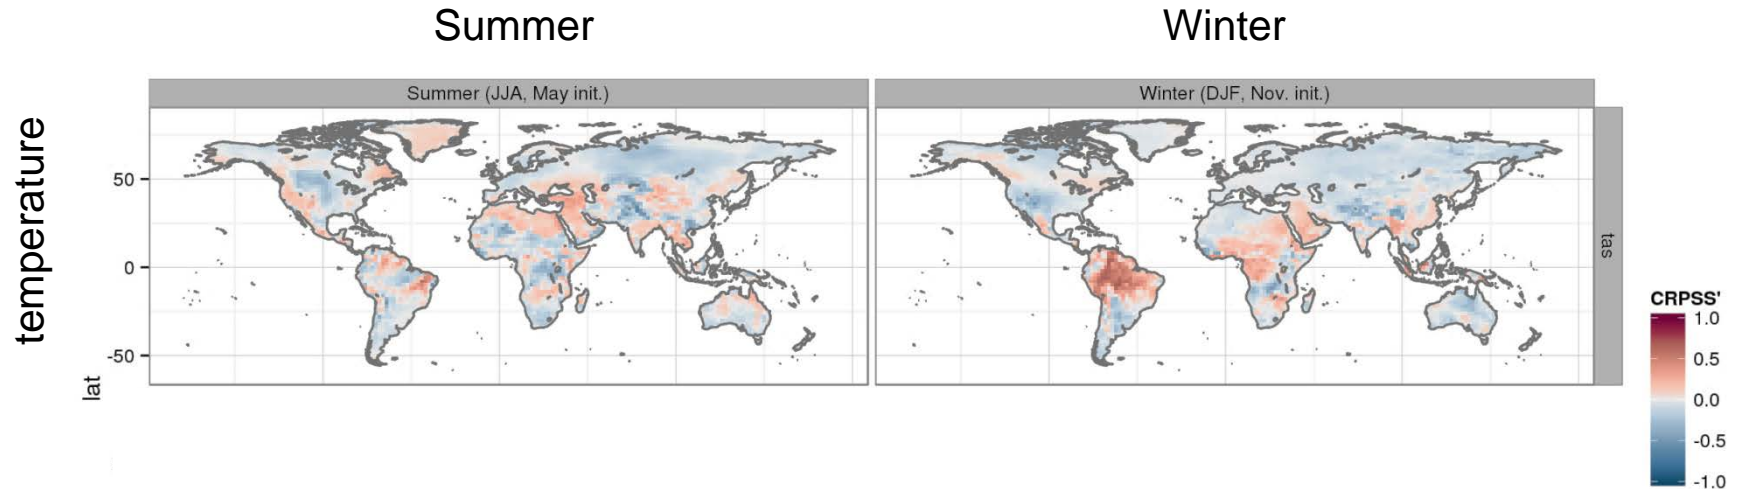 Summer
Winter
temperature
Summer (JJA, May init.)
Winter (DJF, Nov. init.)
50
0
-50
lat
tas
CRPSS'
1.0
0.5
0.0
-0.5
-1.0